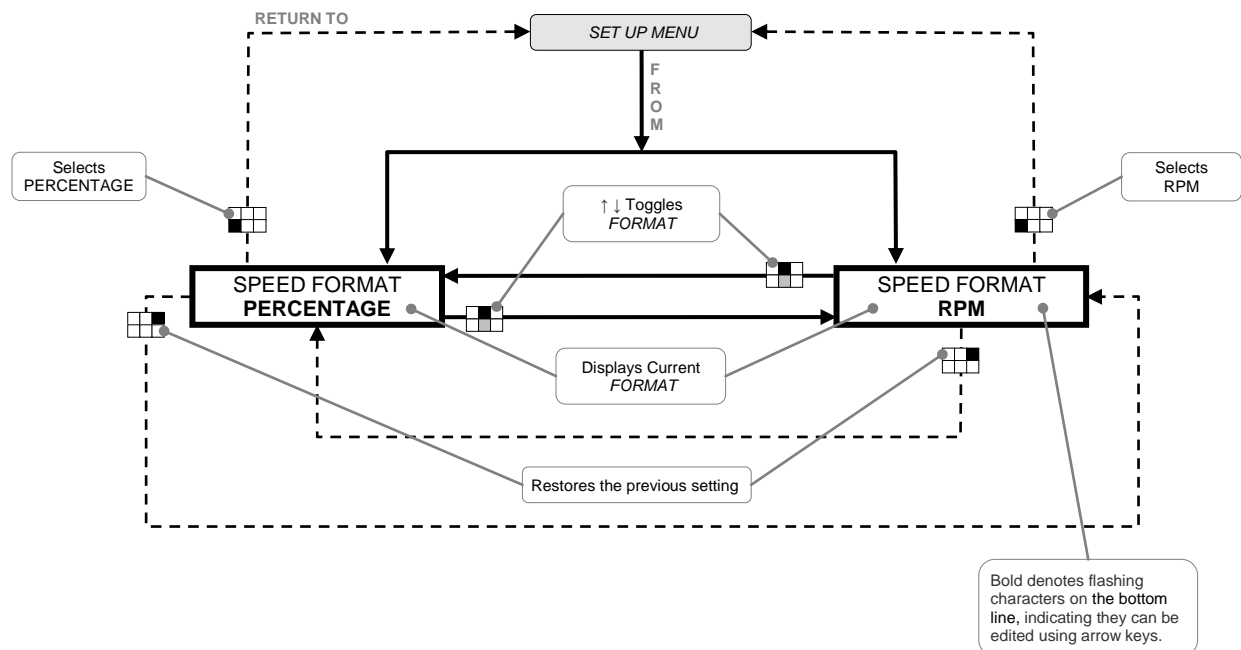 RETURN TO
SET UP MENU
F
R
O
M
Selects
PERCENTAGE
↑ ↓ Toggles
FORMAT
Selects
RPM
SPEED FORMAT
PERCENTAGE
SPEED FORMAT
RPM
Displays Current
FORMAT
Restores the previous setting
Bold denotes flashing
characters on the bottom
line, indicating they can be
edited using arrow keys.